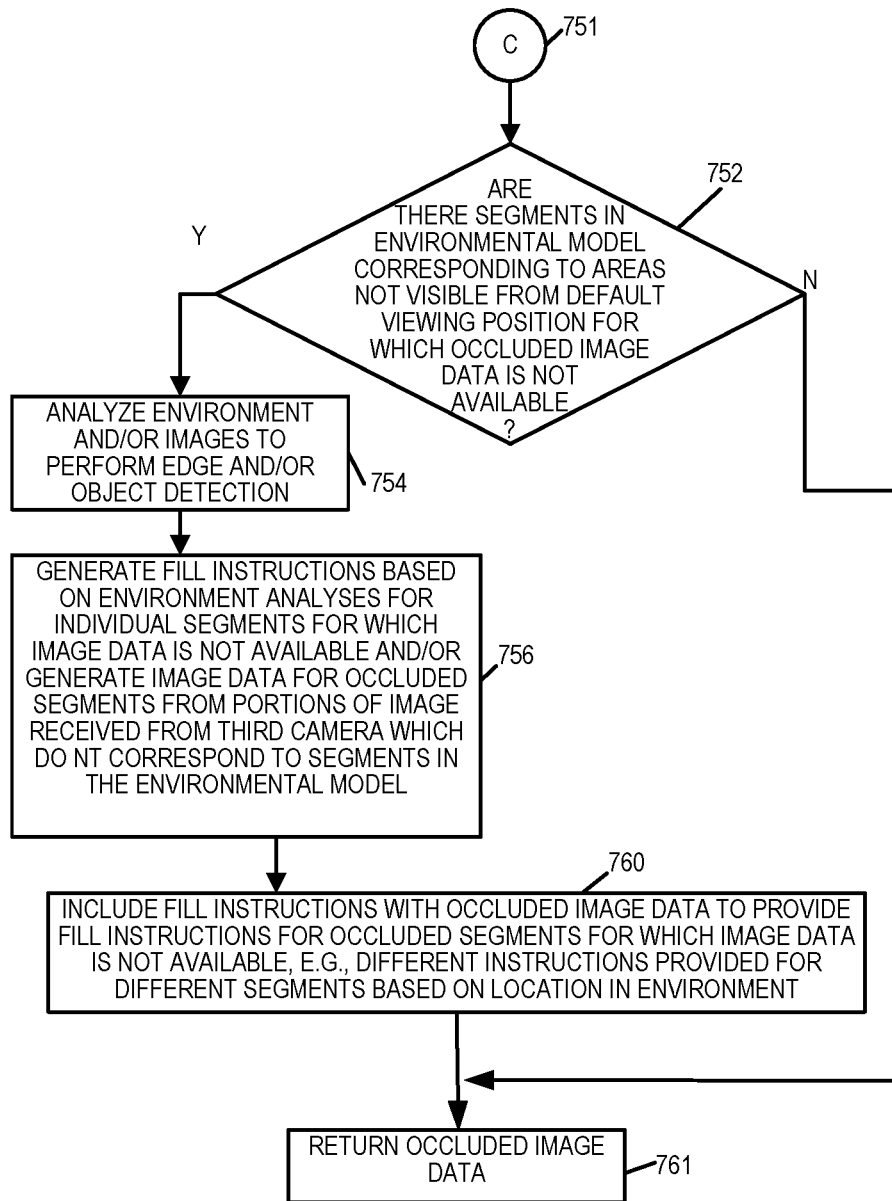 C
751
752
ARE
THERE SEGMENTS IN
ENVIRONMENTAL MODEL
CORRESPONDING TO AREAS
NOT VISIBLE FROM DEFAULT
VIEWING POSITION FOR
WHICH OCCLUDED IMAGE
DATA IS NOT
AVAILABLE
?
Y
N
ANALYZE ENVIRONMENT
AND/OR IMAGES TO
PERFORM EDGE AND/OR
OBJECT DETECTION
754
GENERATE FILL INSTRUCTIONS BASED
ON ENVIRONMENT ANALYSES FOR
INDIVIDUAL SEGMENTS FOR WHICH
IMAGE DATA IS NOT AVAILABLE AND/OR
GENERATE IMAGE DATA FOR OCCLUDED
SEGMENTS FROM PORTIONS OF IMAGE
RECEIVED FROM THIRD CAMERA WHICH
DO NT CORRESPOND TO SEGMENTS IN
THE ENVIRONMENTAL MODEL
756
760
INCLUDE FILL INSTRUCTIONS WITH OCCLUDED IMAGE DATA TO PROVIDE
FILL INSTRUCTIONS FOR OCCLUDED SEGMENTS FOR WHICH IMAGE DATA
IS NOT AVAILABLE, E.G., DIFFERENT INSTRUCTIONS PROVIDED FOR
DIFFERENT SEGMENTS BASED ON LOCATION IN ENVIRONMENT
RETURN OCCLUDED IMAGE
DATA
761